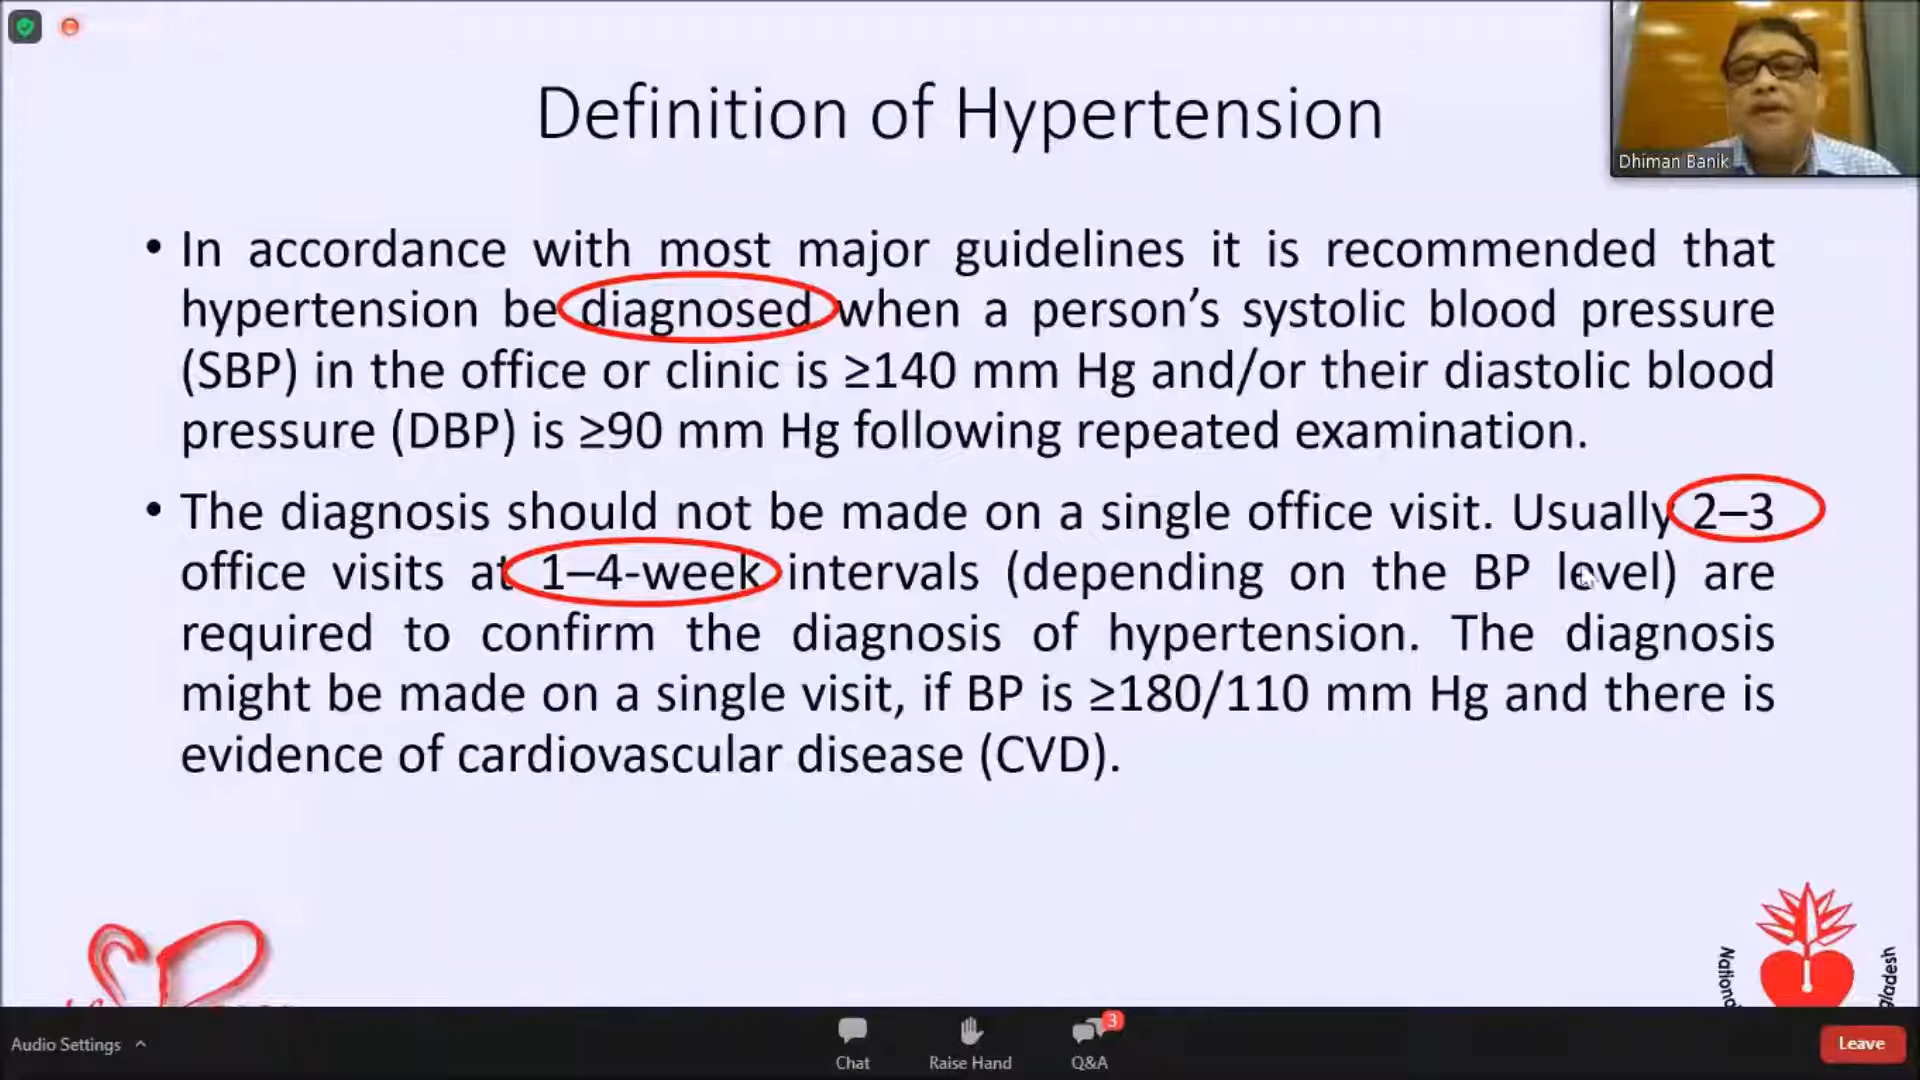 Definition of Hypertension
Dhiman Banik
• In accordance with most major guidelines it is recommended that
hypertension be diagnosed when a person’s systolic blood pressure
(SBP) in the office or clinic is ≥140 mm Hg and/or their diastolic blood
pressure (DBP) is ≥90 mm Hg following repeated examination.
• The diagnosis should not be made on a single office visit. Usually 2–3
office visits at 1–4-week intervals (depending on the BP level) are
required to confirm the diagnosis of hypertension. The diagnosis
might be made on a single visit, if BP is ≥180/110 mm Hg and there is
evidence of cardiovascular disease (CVD).
National
Audio Settings
Chat
Raise Hand
3
Q&A
Leave